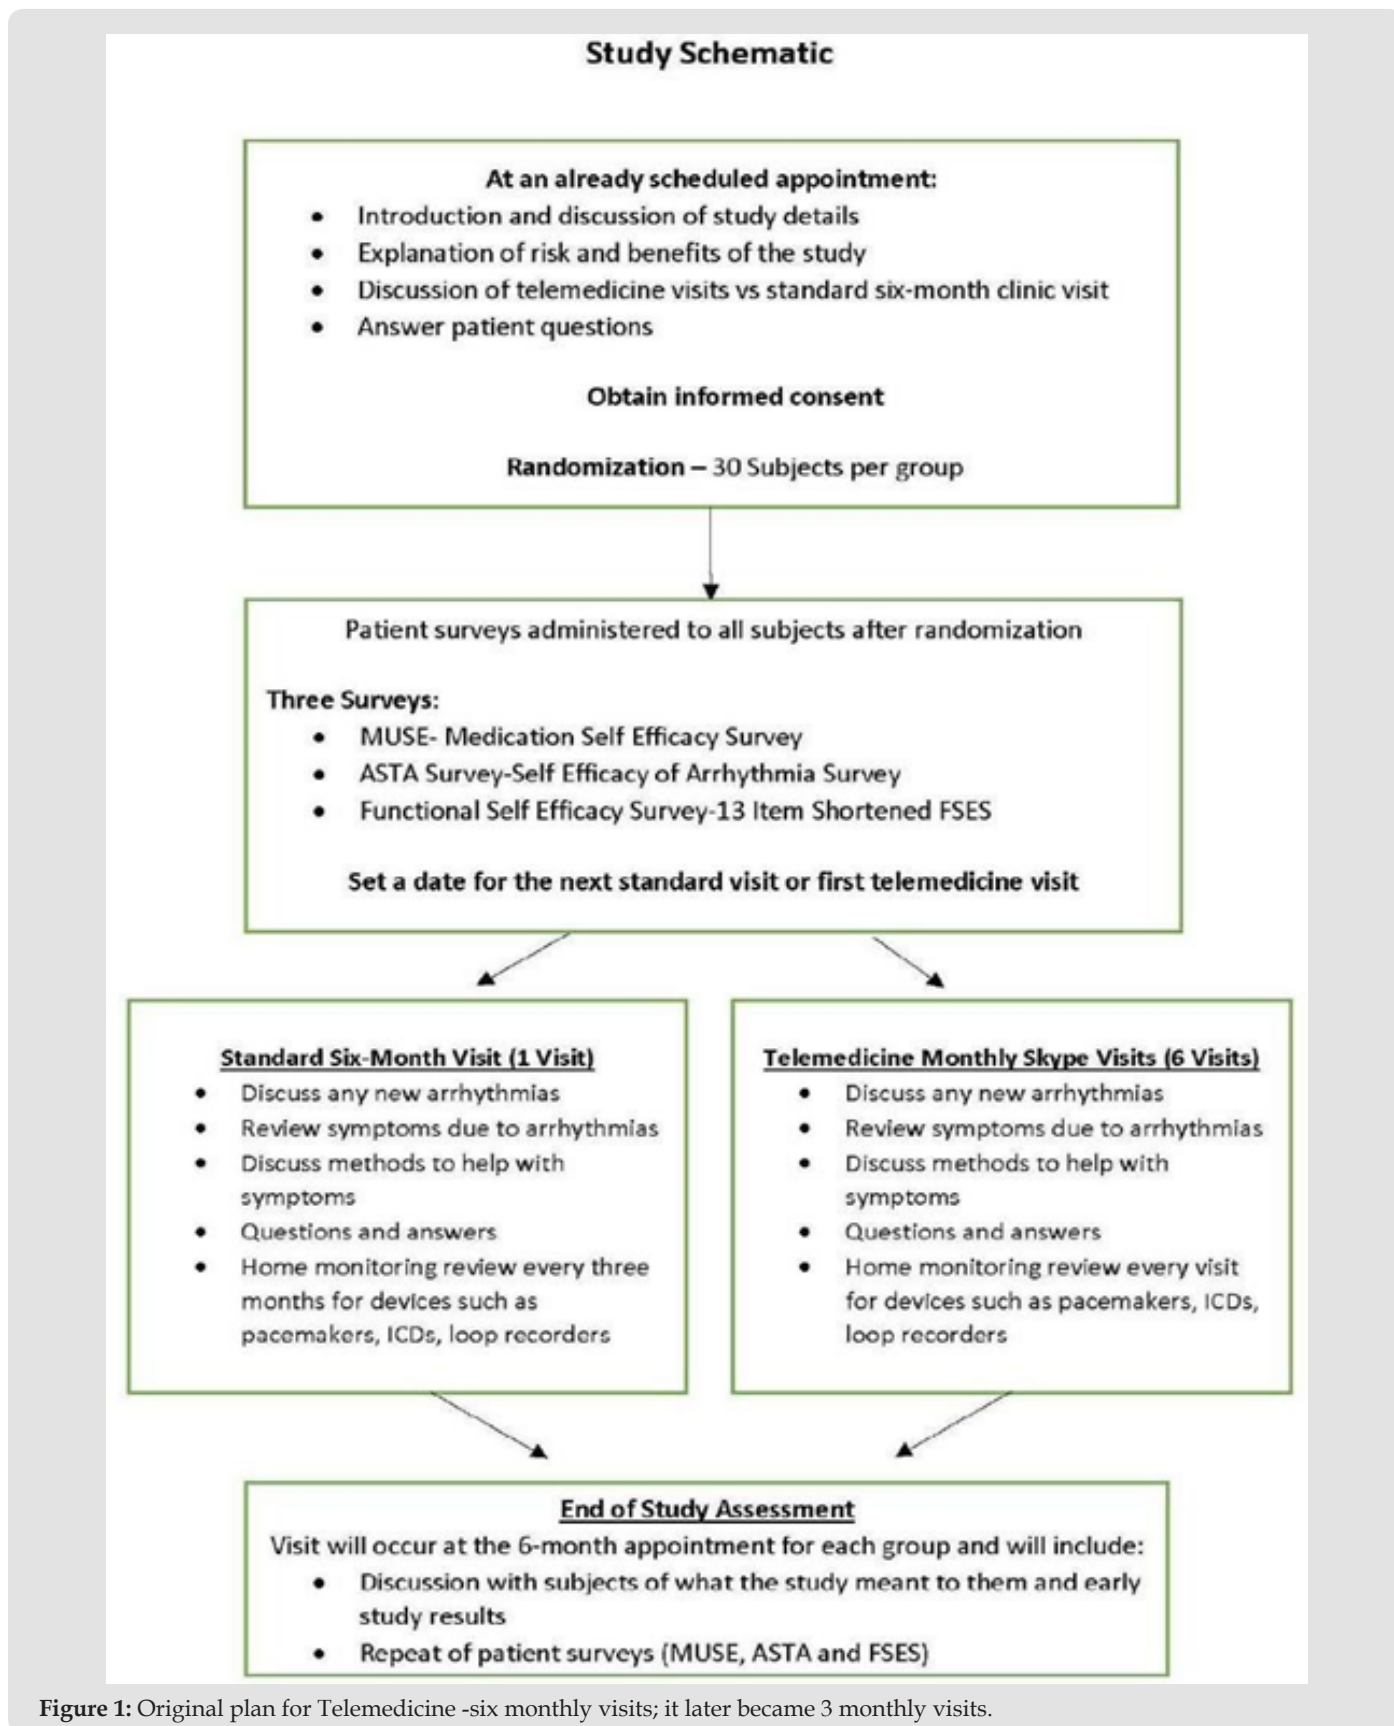 Study Schematic
At an already scheduled appointment:
• Introduction and discussion of study details
• Explanation of risk and benefits of the study
• Discussion of telemedicine visits vs standard six-month clinic visit
• Answer patient questions
Obtain informed consent
Randomization – 30 Subjects per group
Patient surveys administered to all subjects after randomization
Three Surveys:
• MUSE- Medication Self Efficacy Survey
• ASTA Survey-Self Efficacy of Arrhythmia Survey
• Functional Self Efficacy Survey-13 Item Shortened FSES
Set a date for the next standard visit or first telemedicine visit
Standard Six-Month Visit (1 Visit)
• Discuss any new arrhythmias
• Review symptoms due to arrhythmias
• Discuss methods to help with
symptoms
• Questions and answers
• Home monitoring review every three
months for devices such as
pacemakers, ICDs, loop recorders
Telemedicine Monthly Skype Visits (6 Visits)
• Discuss any new arrhythmias
• Review symptoms due to arrhythmias
• Discuss methods to help with
symptoms
• Questions and answers
• Home monitoring review every visit
for devices such as pacemakers, ICDs,
loop recorders
End of Study Assessment
Visit will occur at the 6-month appointment for each group and will include:
• Discussion with subjects of what the study meant to them and early
study results
• Repeat of patient surveys (MUSE, ASTA and FSES)
Figure 1: Original plan for Telemedicine -six monthly visits; it later became 3 monthly visits.